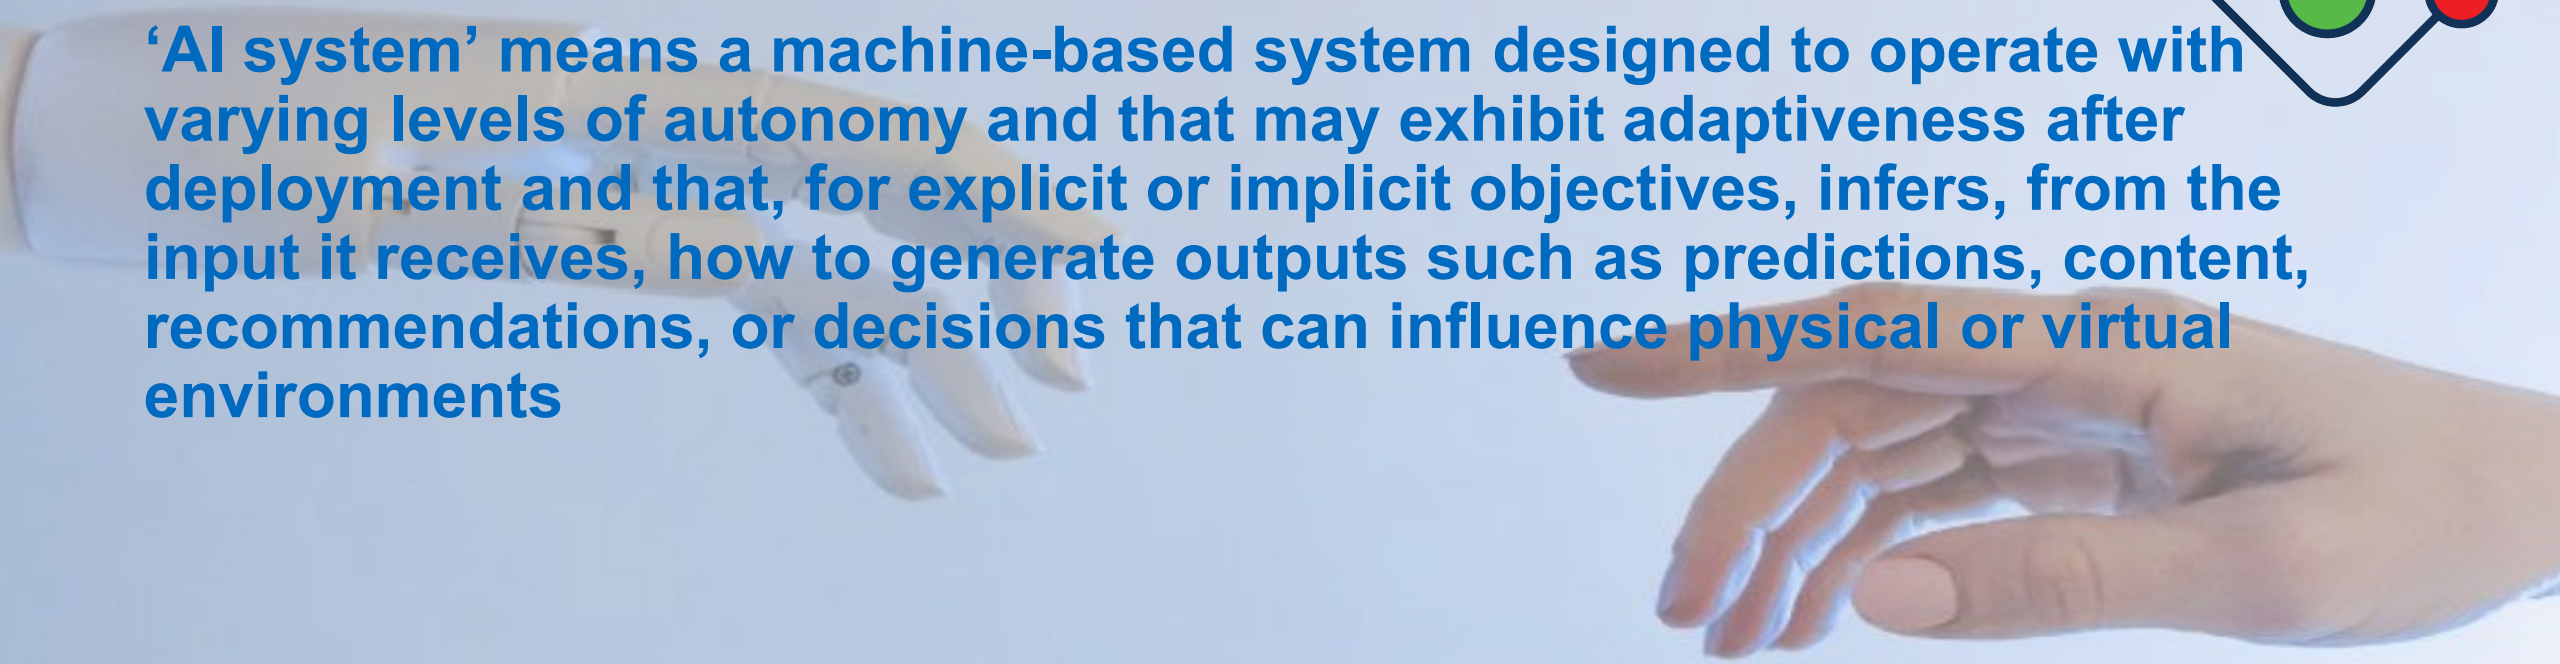 ‘AI system’ means a machine-based system designed to operate with
varying levels of autonomy and that may exhibit adaptiveness after
deployment and that, for explicit or implicit objectives, infers, from the
input it receives, how to generate outputs such as predictions, content,
recommendations, or decisions that can influence physical or virtual
environments